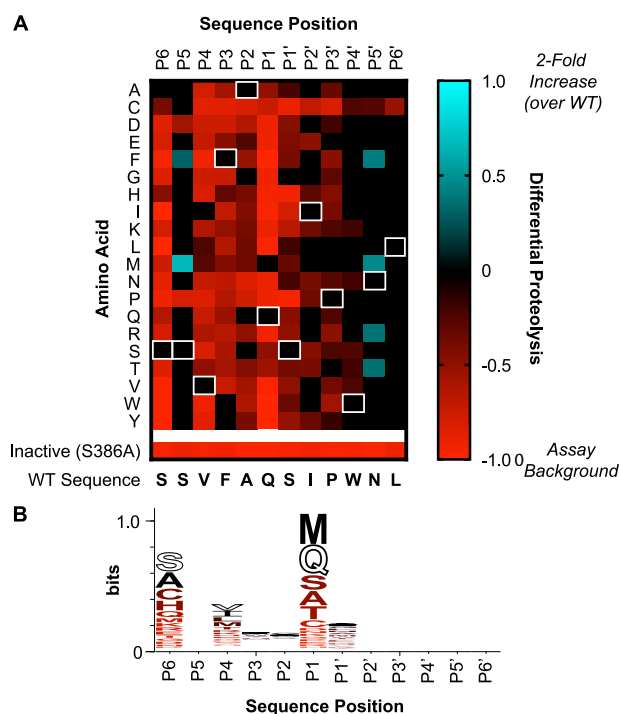 A
Sequence Position
P6 P5 P4 P3 P2 P1 P1' P2' P3' P4' P5' P6'
Amino Acid
A
C
D
E
F
G
H
I
K
L
M
N
P
Q
R
S
T
V
W
Y
Inactive (S386A)
WT Sequence S S V F A Q S I P W N L
1.0
0.5
0
-0.5
-1.0 0
Differential Proteolysis
2-Fold
Increase
(over WT)
Assay
Background
B
bits
1.0
0
S
A
C
H
Y
I
M
M
Q
S
A
T
C
P6 P5 P4 P3 P2 P1 P1' P2' P3' P4' P5' P6'
Sequence Position